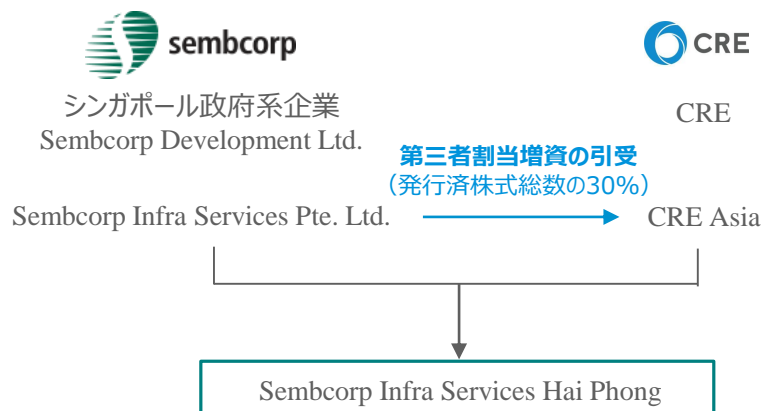 sembcorp
CRE
シンガポール政府系企業
Sembcorp Development Ltd.
CRE
第三者割当増資の引受
（発行済株式総数の30%）
Sembcorp Infra Services Pte. Ltd.
CRE Asia
Sembcorp Infra Services Hai Phong